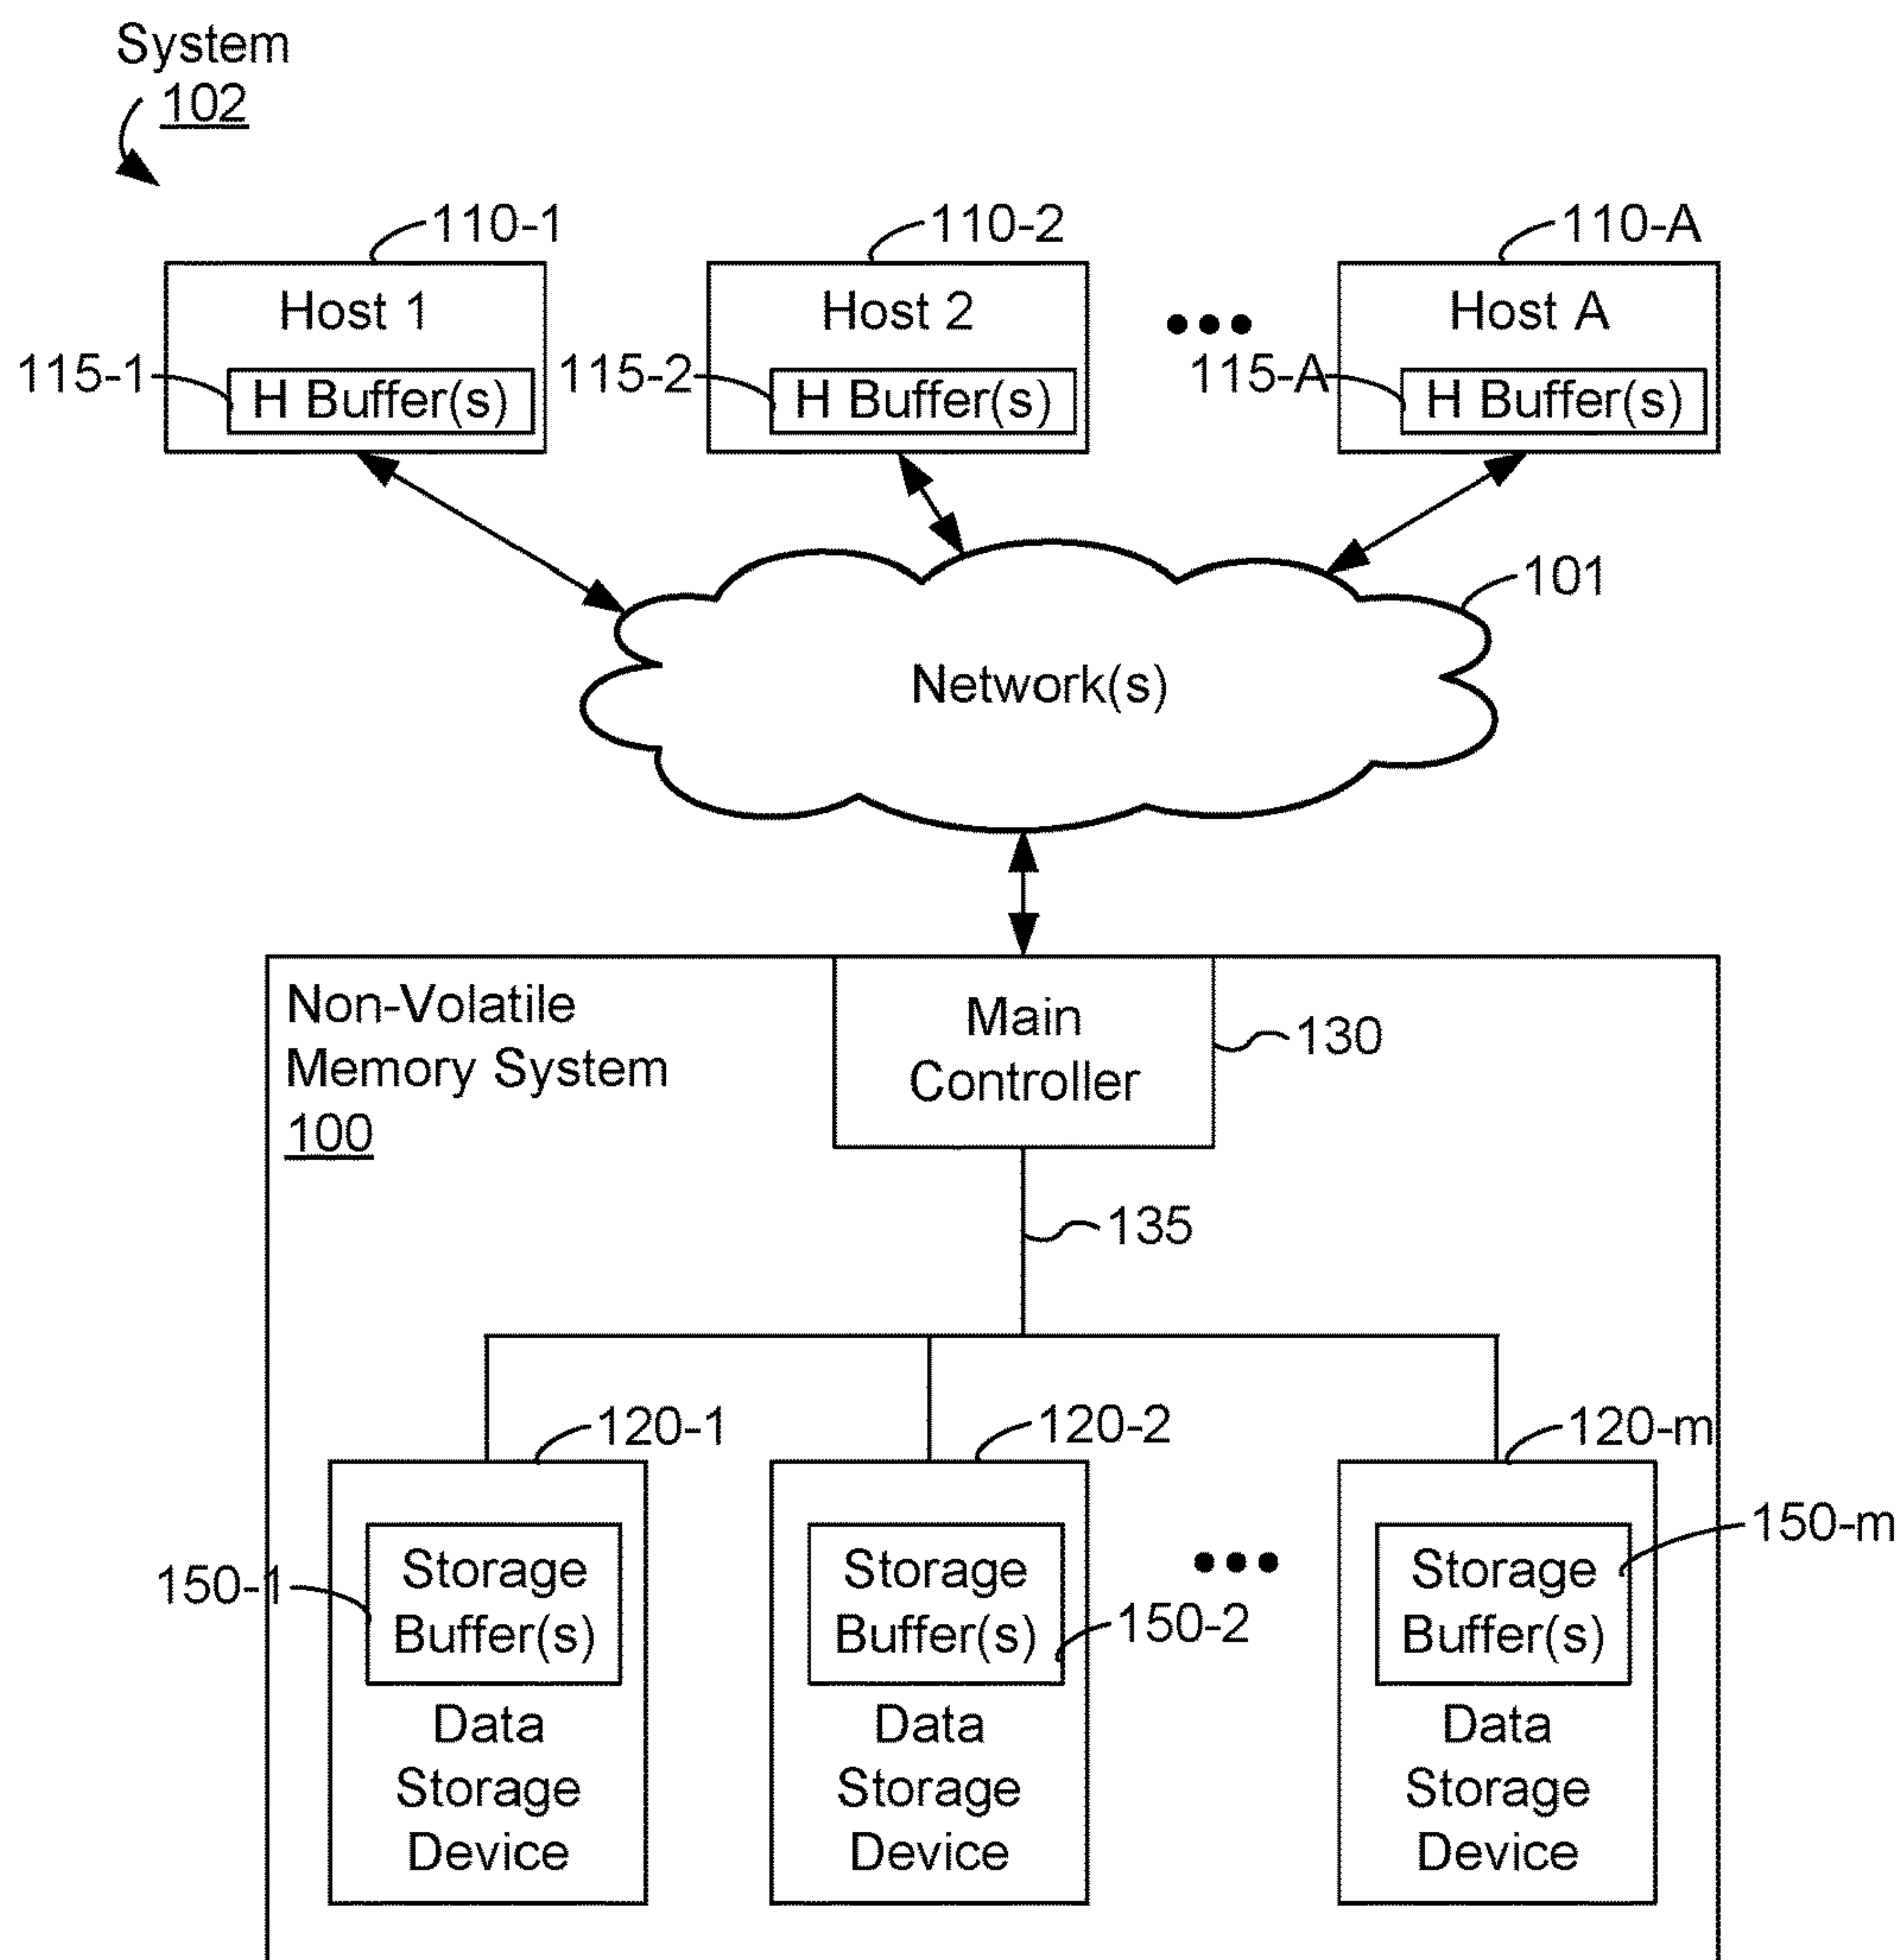 System
102
110-1
110-2
110-A
Host 1
Host 2
Host A
115-1
H Buffer(s)
115-2
H Buffer(s)
115-A
H Buffer(s)
101
Network(s)
Non-Volatile
Memory System
100
Main
Controller
130
135
120-1
120-2
120-m
150-1
Storage
Buffer(s)
Data
Storage
Device
Storage
Buffer(s)
150-2
Data
Storage
Device
150-m
Storage
Buffer(s)
Data
Storage
Device